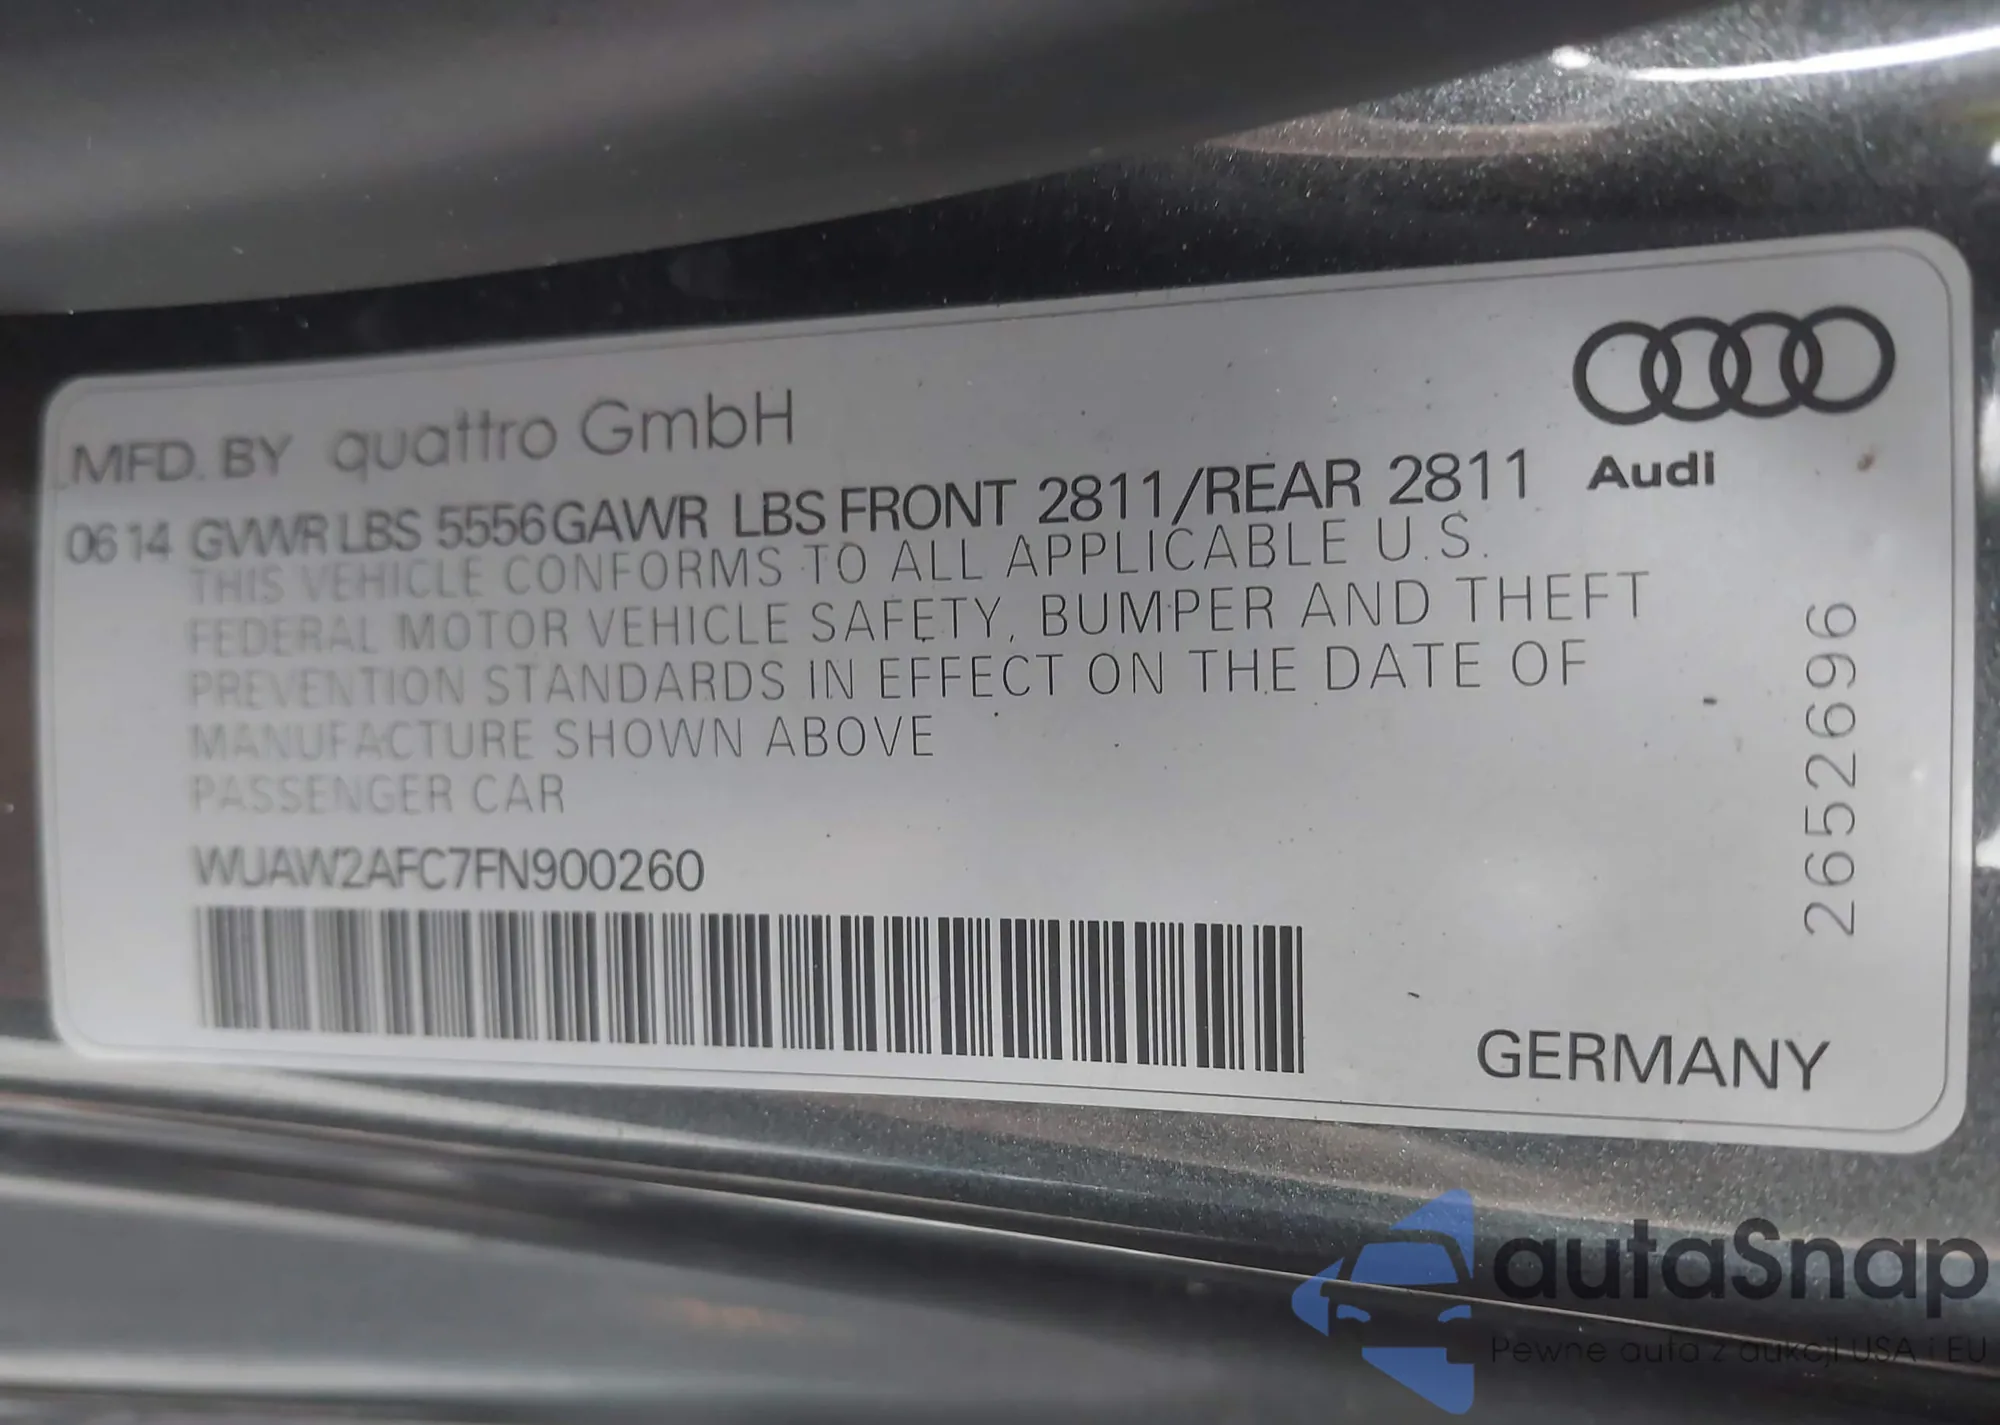 MFD. BY quattro GmbH
Audi
0614 GVWR LBS 5556 GAWR LBS FRONT 2811/REAR 2811
THIS VEHICLE CONFORMS TO ALL APPLICABLE U.S.
FEDERAL MOTOR VEHICLE SAFETY, BUMPER AND THEFT
PREVENTION STANDARDS IN EFFECT ON THE DATE OF
MANUFACTURE SHOWN ABOVE
PASSENGER CAR
WUAW2AFC7FN900260
2652696
GERMANY
autaSnap
Pewne auta z aukcji USA i EU